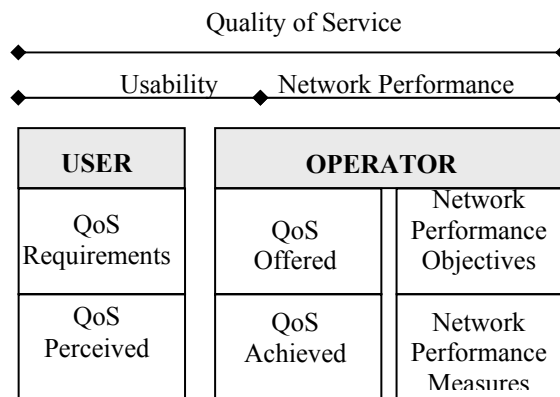 Quality of Service
Usability Network Performance
USER OPERATOR
QoS
Requirements
QoS
Offered
Network
Performance
Objectives
QoS
Perceived
QoS
Achieved
Network
Performance
Measures